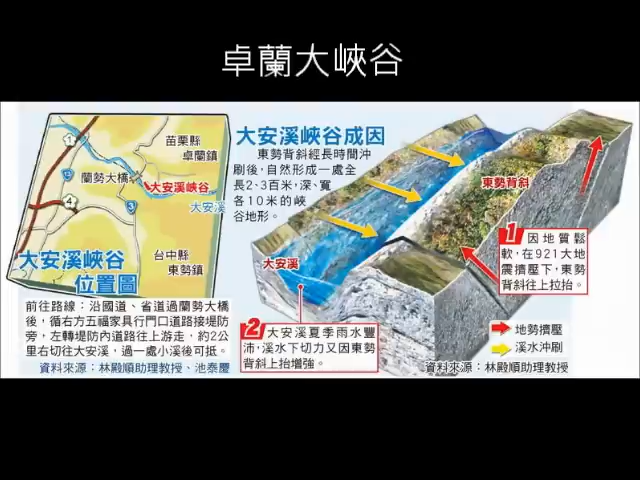 卓蘭大峽谷
1
苗栗縣
卓蘭鎮
蘭勢大橋
3
大安溪峽谷
大安溪
4
3
台中縣
東勢鎮
大安溪峽谷
位置圖
前往路線：沿國道、省道過蘭勢大橋
後，循右方五福家具行門口道路接堤防
旁，左轉堤防內道路往上游走，約2公
里右切往大安溪，過一處小溪後可抵。
資料來源：林殿順助理教授、池泰壢
大安溪峽谷成因
東勢背斜經長時間沖
刷後，自然形成一處全
長2-3百米，深、寬
各10米的峽
谷地形。
東勢背斜
大安溪
1 因地質鬆
軟，在921大地
震擠壓下，東勢
背斜往上拉抬。
2 大安溪夏季雨水豐
沛，溪水下切力又因東勢
背斜上抬增強。
地勢擠壓
溪水沖刷
資料來源：林殿順助理教授